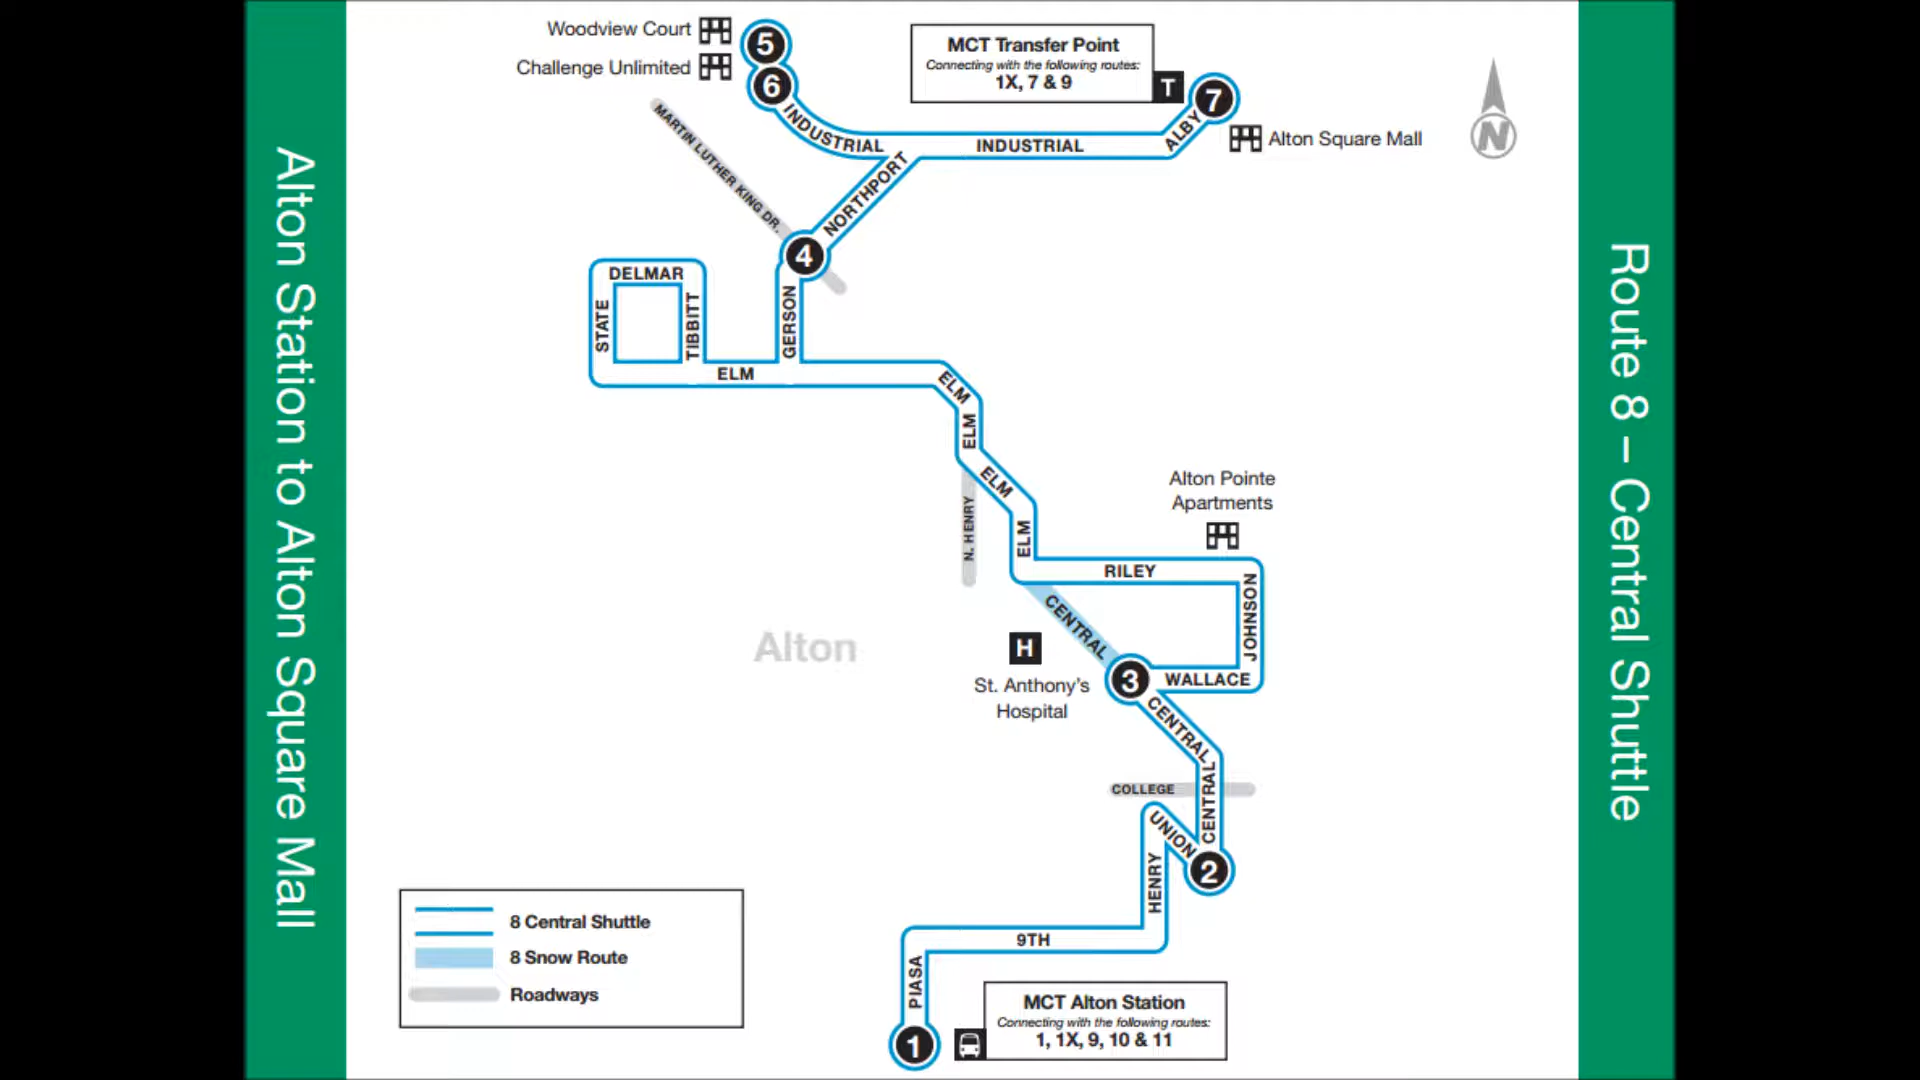 Alton Station to Alton Square Mall
Route 8 – Central Shuttle
Woodview Court
Challenge Unlimited
5
6
MCT Transfer Point
Connecting with the following routes:
1X, 7 & 9
T
7
Alton Square Mall
N
INDUSTRIAL
INDUSTRIAL
ALBY
MARTIN LUTHER KING DR.
NORTHPORT
4
DELMAR
STATE
TIBBITT
GERSON
ELM
ELM
ELM
ELM
ELM
N. HENRY
Alton Pointe
Apartments
RILEY
JOHNSON
CENTRAL
Alton
H
St. Anthony's
Hospital
3
WALLACE
CENTRAL
CENTRAL
COLLEGE
UNION
HENRY
2
9TH
PIASA
1
MCT Alton Station
Connecting with the following routes:
1, 1X, 9, 10 & 11
8 Central Shuttle
8 Snow Route
Roadways